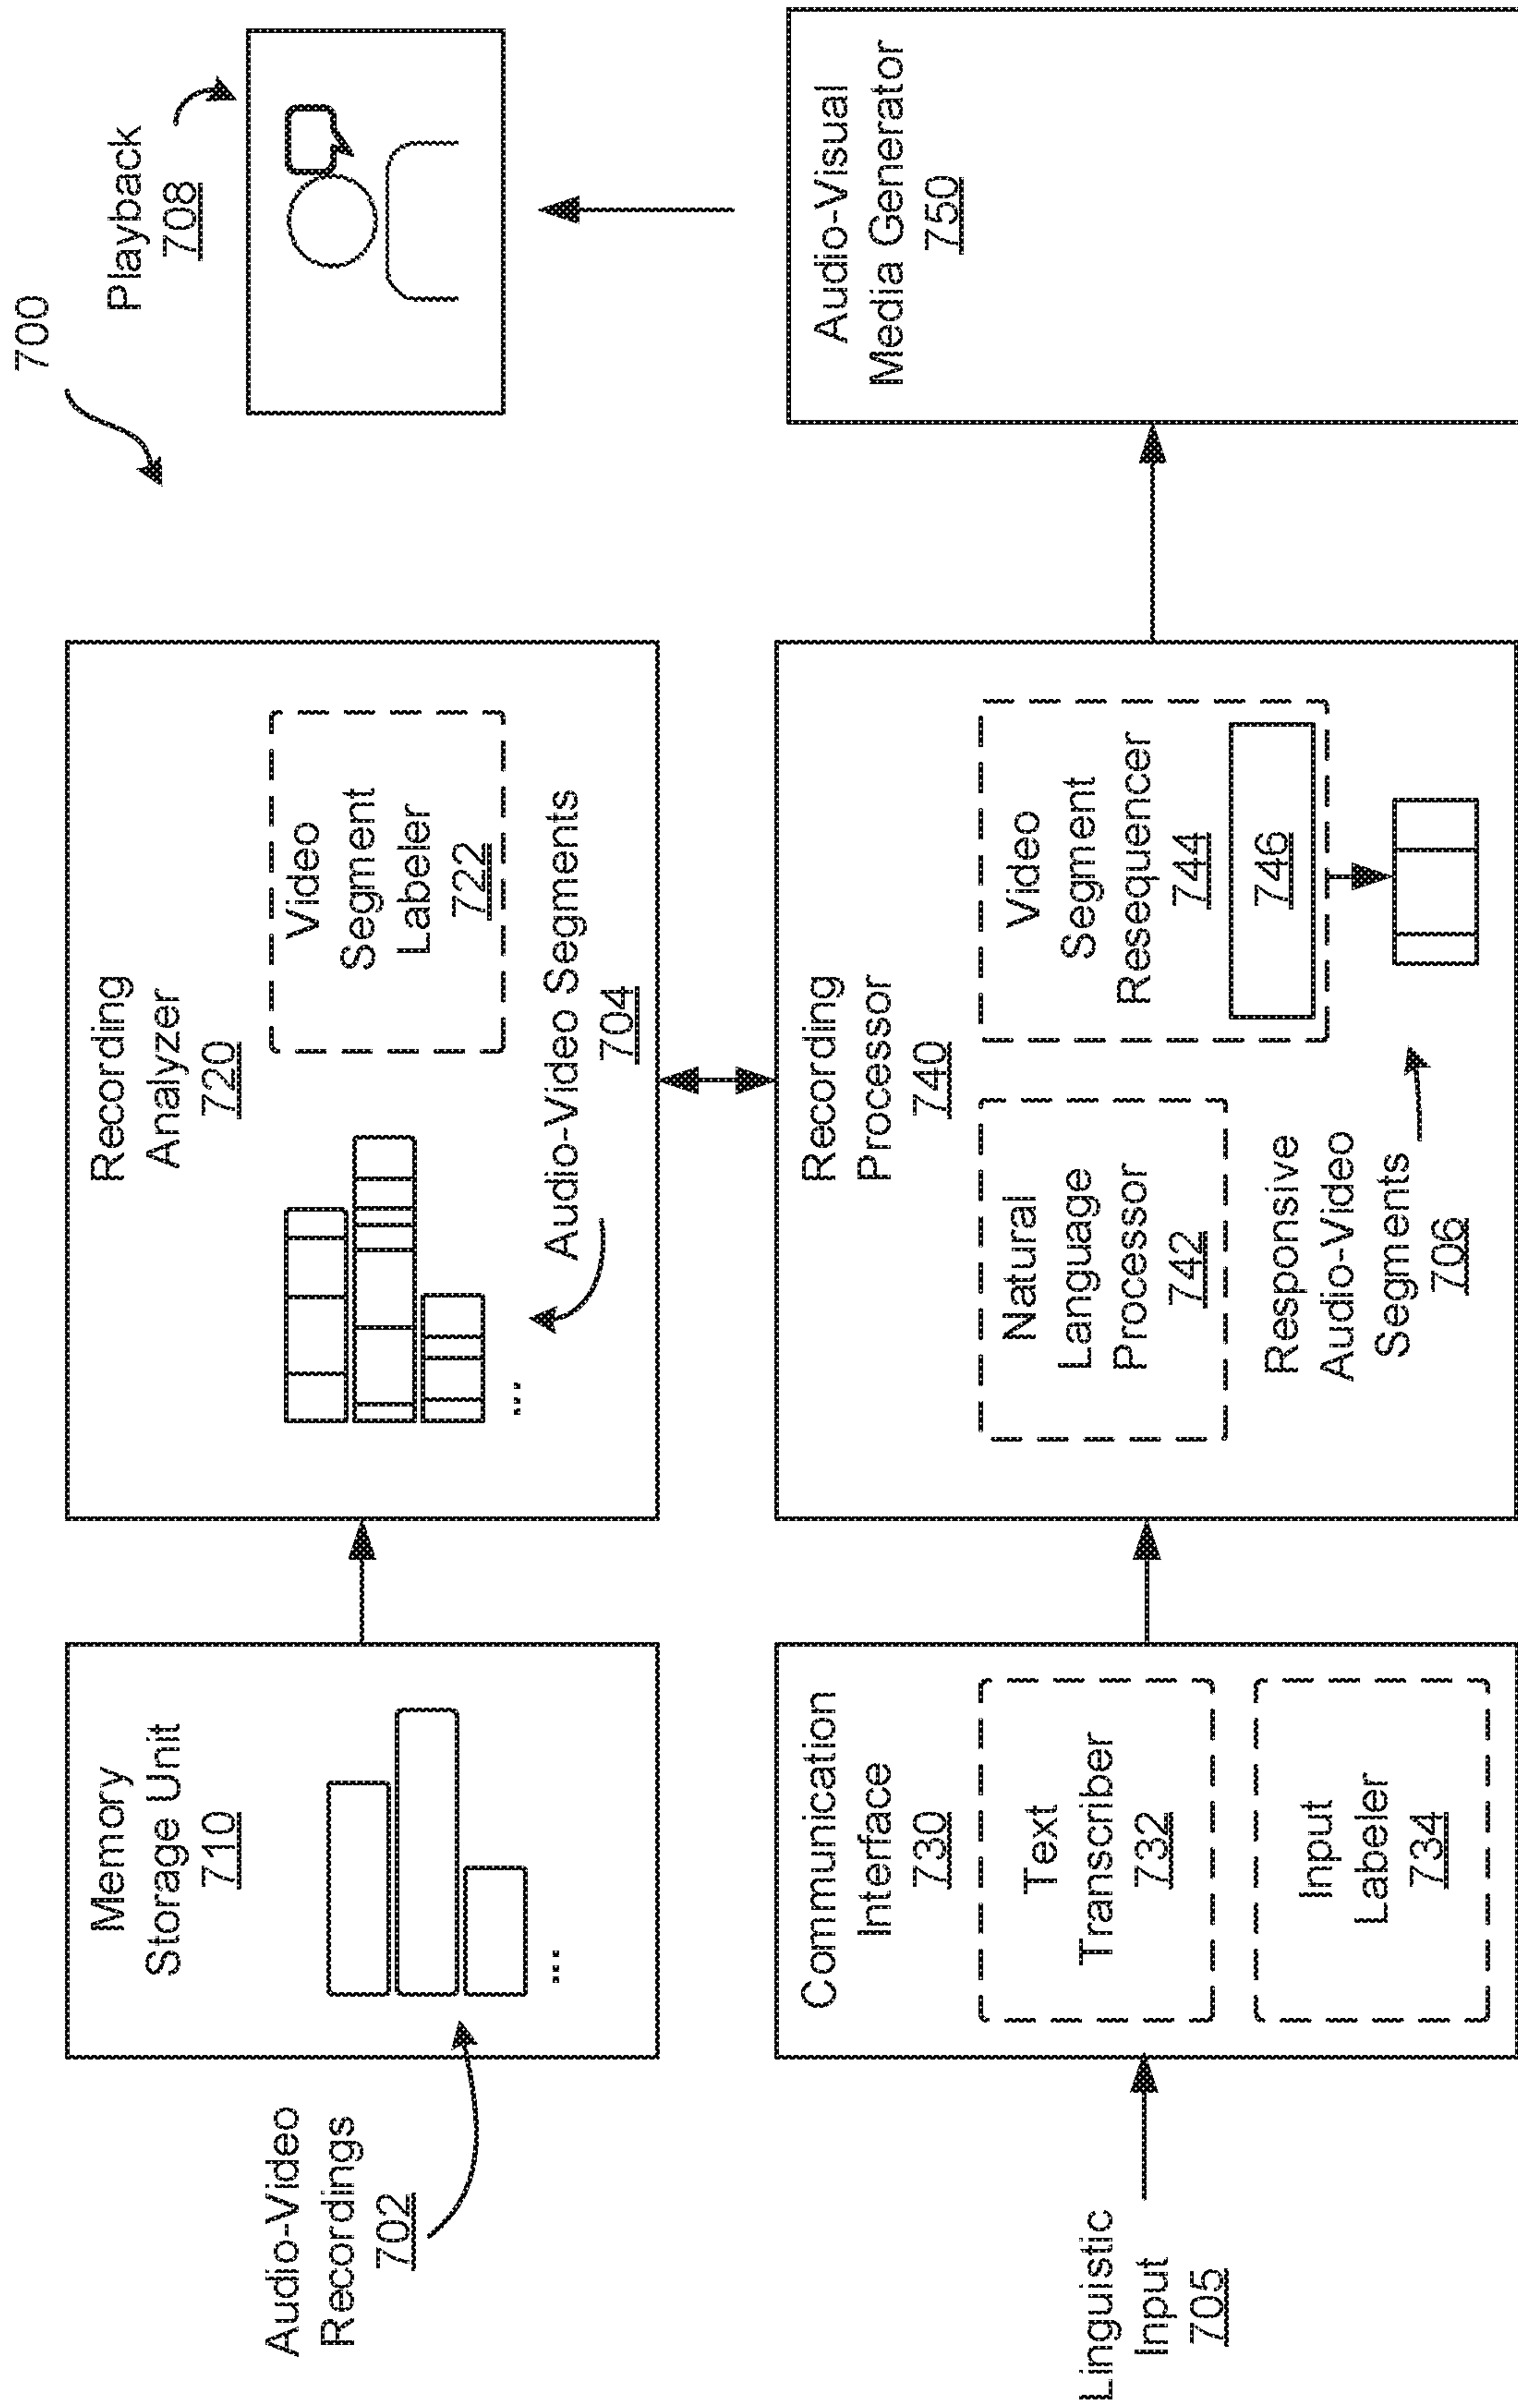 700
Audio-Video
Recordings
702
Memory
Storage Unit
710
...
Recording
Analyzer
720
...
Video
Segment
Labeler
722
Audio-Video Segments
704
Playback
708
Linguistic
Input
705
Communication
Interface
730
Text
Transcriber
732
Input
Labeler
734
Recording
Processor
740
Natural
Language
Processor
742
Video
Segment
Resequencer
744
746
Responsive
Audio-Video
Segments
706
Audio-Visual
Media Generator
750